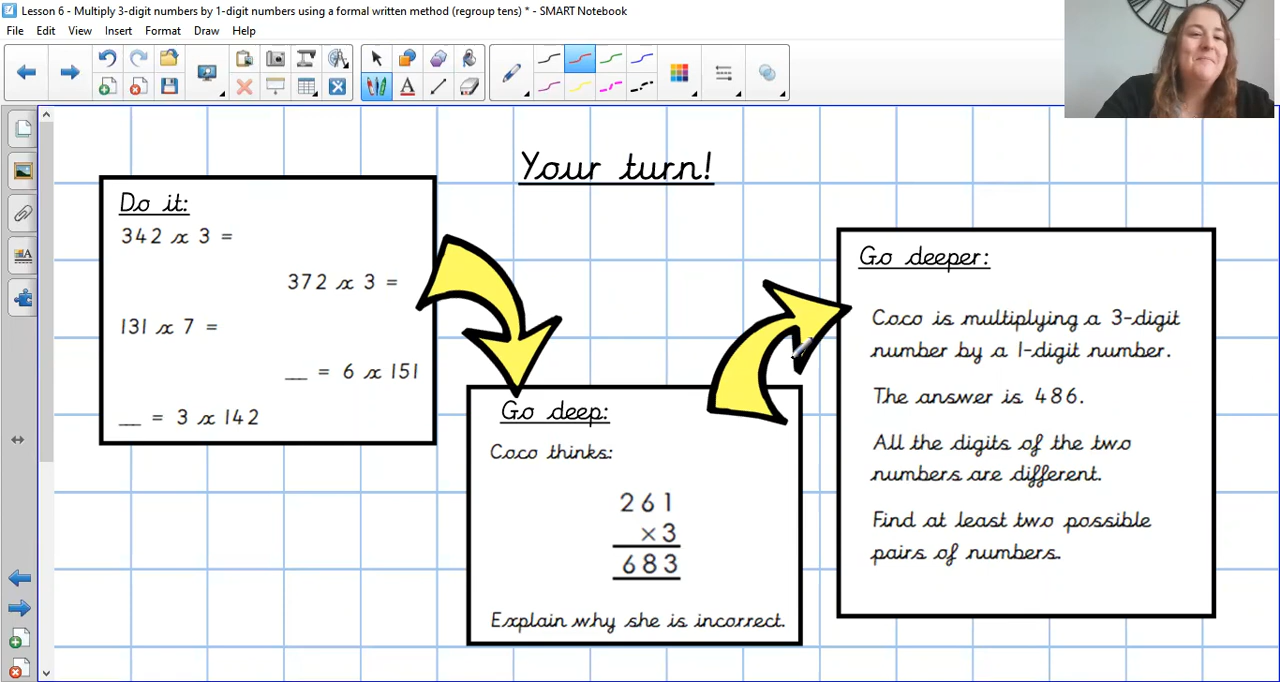 Lesson 6 - Multiply 3-digit numbers by 1-digit numbers using a formal written method (regroup tens) * - SMART Notebook
File Edit View Insert Format Draw Help
Your turn!
Do it:
342 x 3 =
372 x 3 =
131 x 7 =
__ = 6 x 151
__ = 3 x 142
Go deep:
Coco thinks:
261
×3
683
Explain why she is incorrect.
Go deeper:
Coco is multiplying a 3-digit
number by a 1-digit number.
The answer is 486.
All the digits of the two
numbers are different.
Find at least two possible
pairs of numbers.